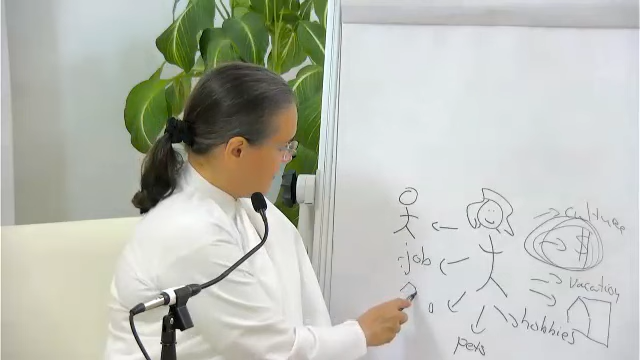 culture
$
job
vacation
hobbies
pets